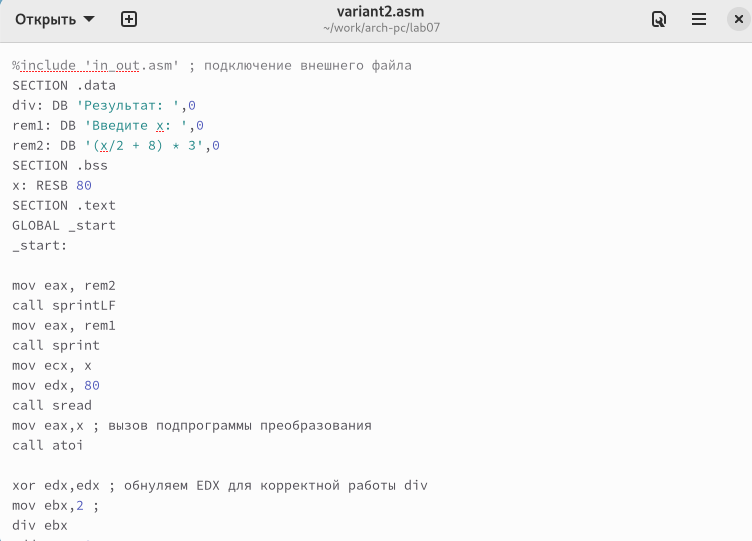 Открыть
variant2.asm
~/work/arch-pc/lab07
%include 'in_out.asm' ; подключение внешнего файла
SECTION .data
div: DB 'Результат: ',0
rem1: DB 'Введите x: ',0
rem2: DB '(x/2 + 8) * 3',0
SECTION .bss
x: RESB 80
SECTION .text
GLOBAL _start
_start:
mov eax, rem2
call sprintLF
mov eax, rem1
call sprint
mov ecx, x
mov edx, 80
call sread
mov eax,x ; вызов подпрограммы преобразования
call atoi
xor edx,edx ; обнуляем EDX для корректной работы div
mov ebx,2 ;
div ebx